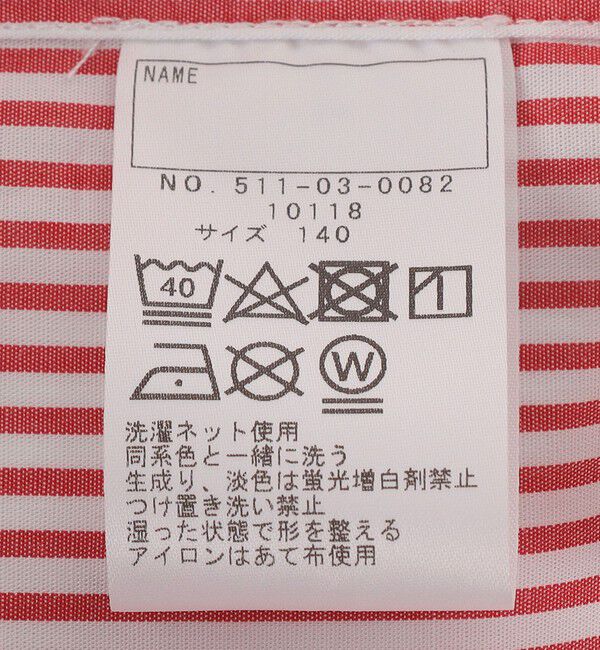 NAME
NO. 511-03-0082
10118
サイズ 140
40
W
洗濯ネット使用
同系色と一緒に洗う
生成り、淡色は蛍光増白剤禁止
つけ置き洗い禁止
湿った状態で形を整える
アイロンはあて布使用